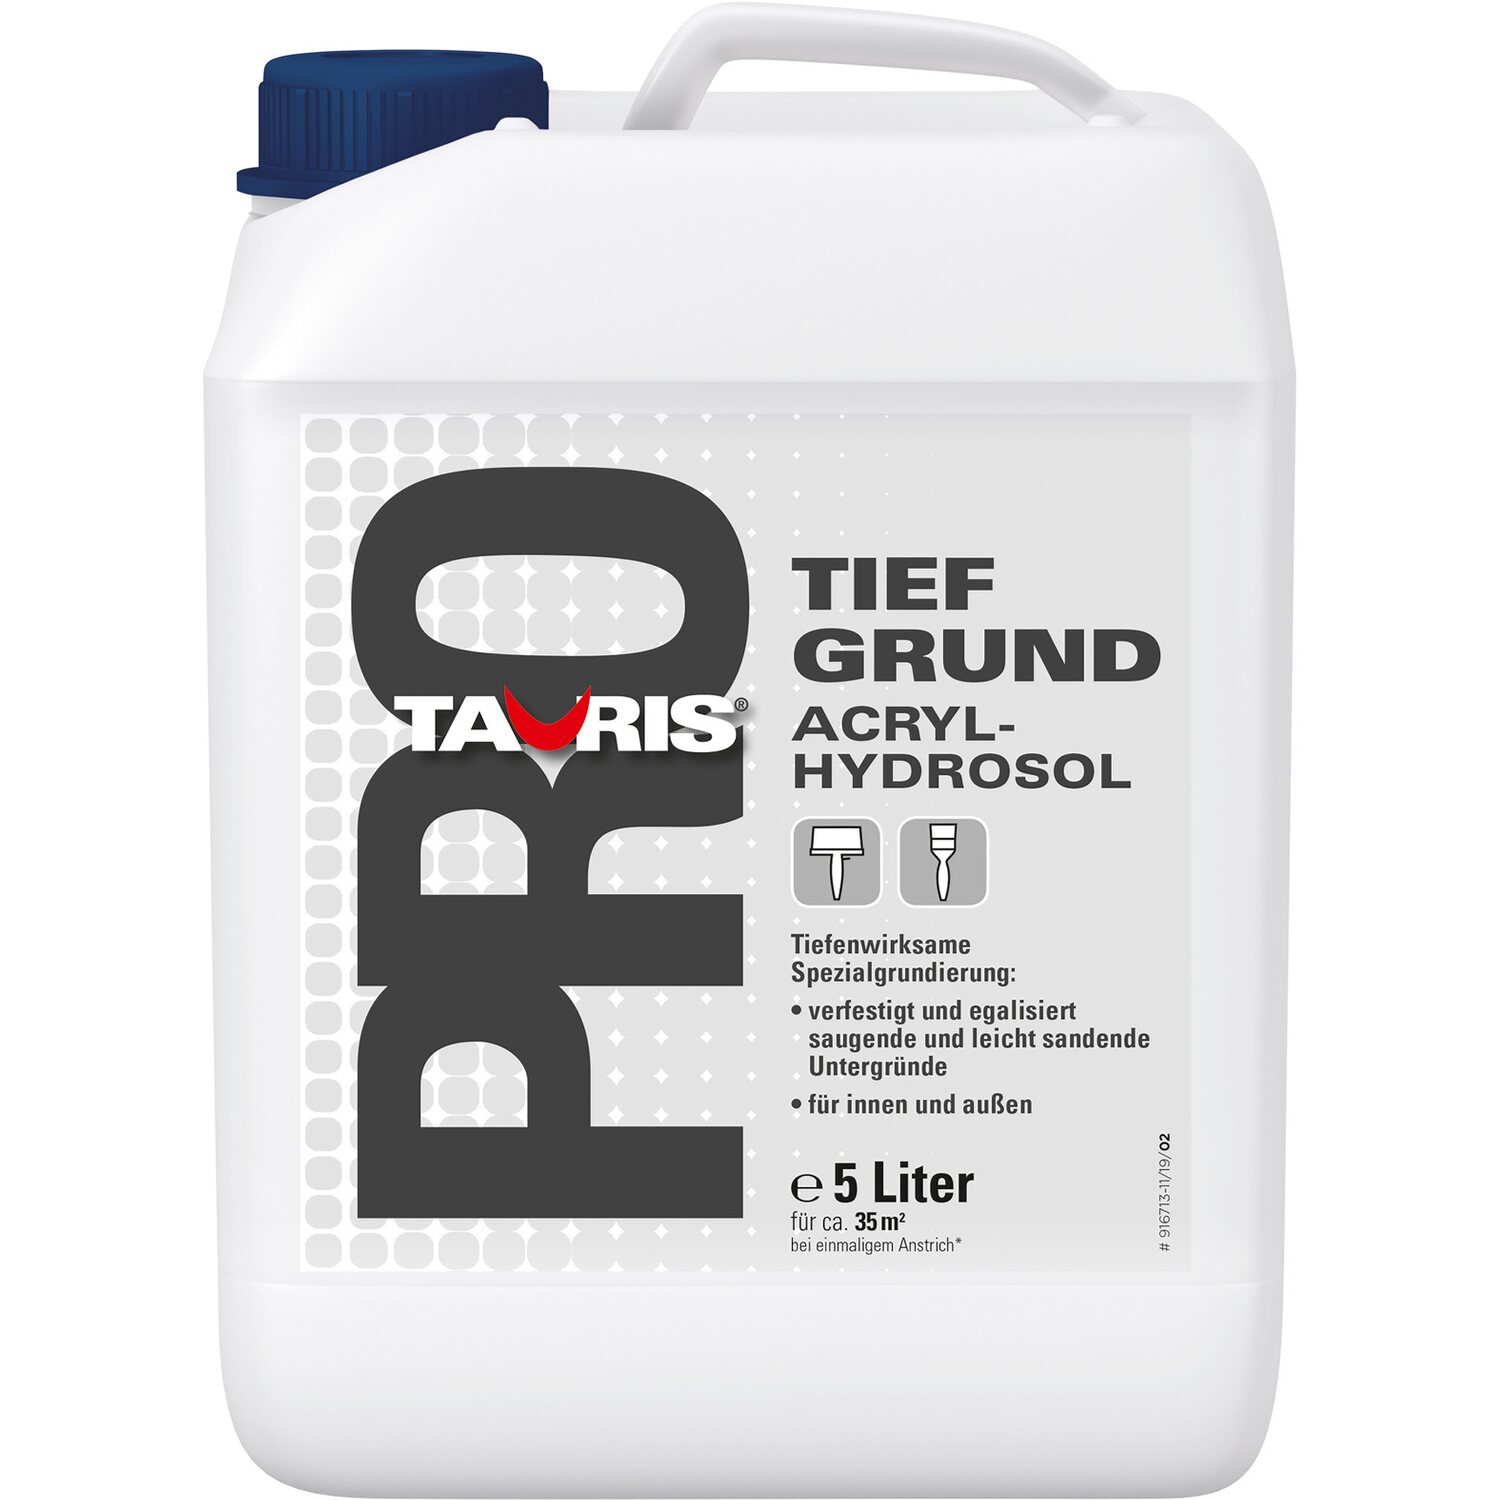 PRO
TAURIS®
TIEF
GRUND
ACRYL-
HYDROSOL
Tiefenwirksame
Spezialgrundierung:
• verfestigt und egalisiert
saugende und leicht sandende
Untergründe
• für innen und außen
℮ 5 Liter
für ca. 35 m²
bei einmaligem Anstrich*
# 916713-11/19/02